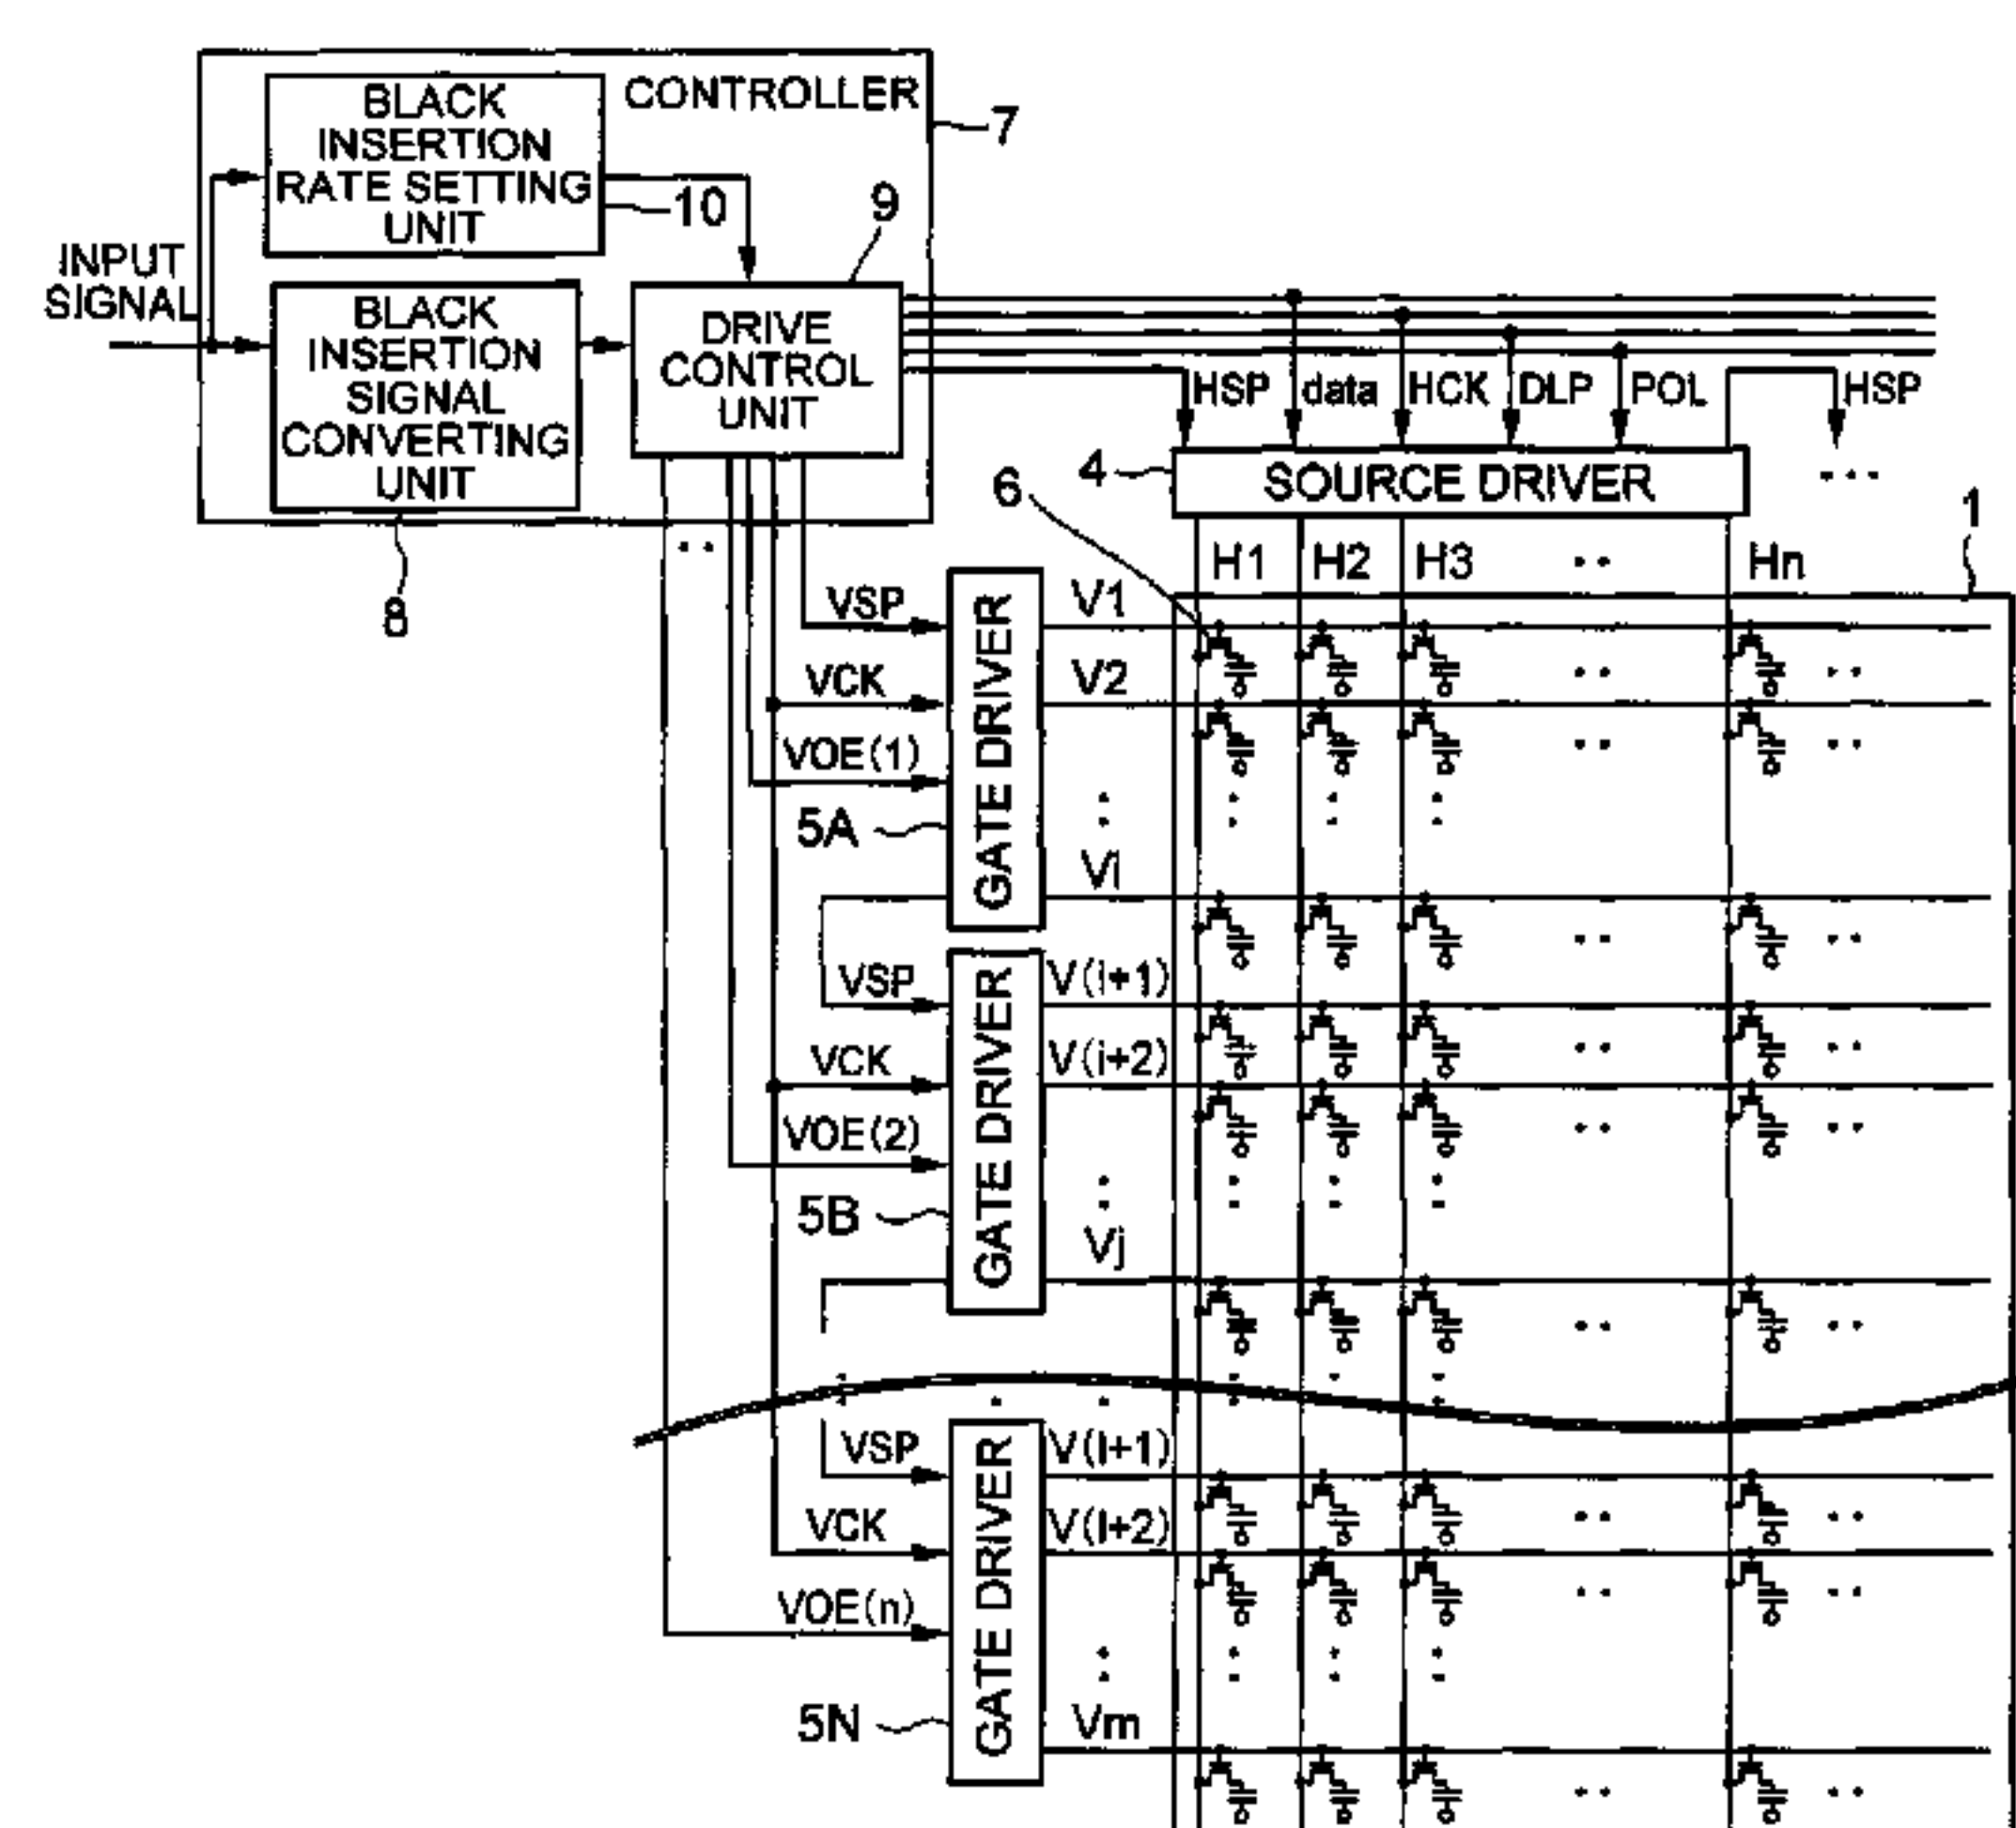 CONTROLLER
7
BLACK
INSERTION
RATE SETTING
UNIT
10
9
INPUT
SIGNAL
BLACK
INSERTION
SIGNAL
CONVERTING
UNIT
8
DRIVE
CONTROL
UNIT
HSP
data
HCK
DLP
POL
HSP
4
SOURCE DRIVER
...
6
1
H1
H2
H3
..
Hn
..
VSP
VCK
VOE(1)
5A
GATE DRIVER
V1
V2
Vi
VSP
VCK
VOE(2)
5B
GATE DRIVER
V(i+1)
V(i+2)
Vj
VSP
VCK
VOE(n)
5N
GATE DRIVER
V(l+1)
V(l+2)
Vm